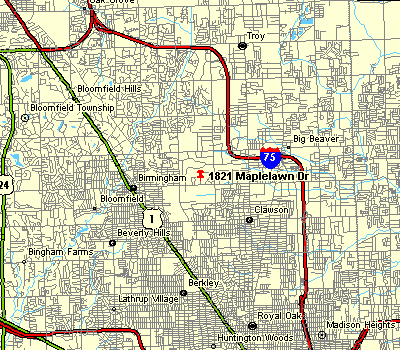 Oak Grove
Troy
Bloomfield Hills
Bloomfield Township
Big Beaver
75
1821 Maplelawn Dr
Birmingham
24
Bloomfield
1
Clawson
Beverly Hills
Bingham Farms
Berkley
Lathrup Village
Royal Oak
Madison Heights
Huntington Woods